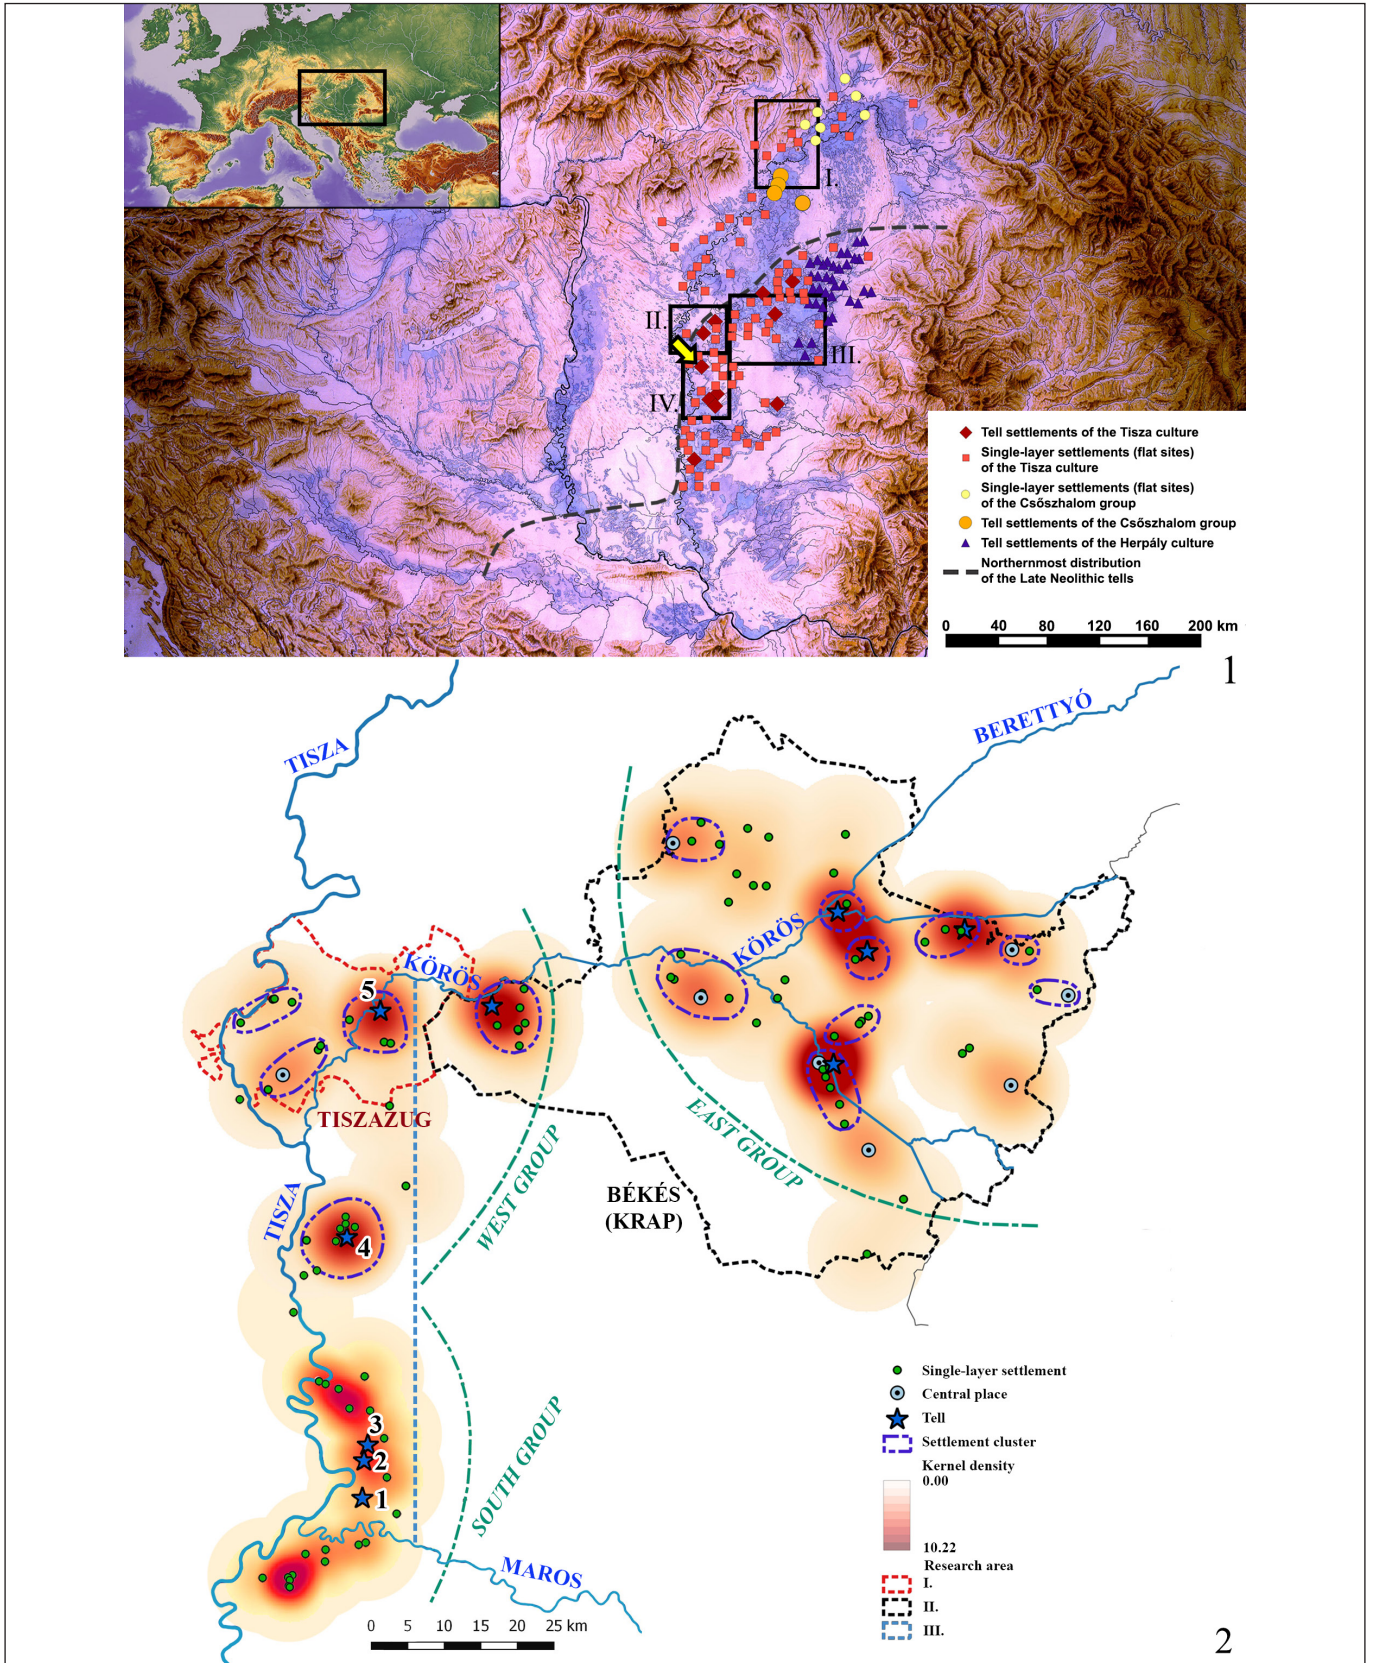 I.
II.
III.
IV.
Tell settlements of the Tisza culture
Single-layer settlements (flat sites)
of the Tisza culture
Single-layer settlements (flat sites)
of the Csőszhalom group
Tell settlements of the Csőszhalom group
Tell settlements of the Herpály culture
Northernmost distribution
of the Late Neolithic tells
0 40 80 120 160 200 km
1
BERETTYÓ
TISZA
KÖRÖS
KÖRÖS
5
TISZAZUG
EAST GROUP
WEST GROUP
BÉKÉS
(KRAP)
TISZA
4
3
2
1
SOUTH GROUP
MAROS
Single-layer settlement
Central place
Tell
Settlement cluster
Kernel density
0.00
10.22
Research area
I.
II.
III.
0 5 10 15 20 25 km
2